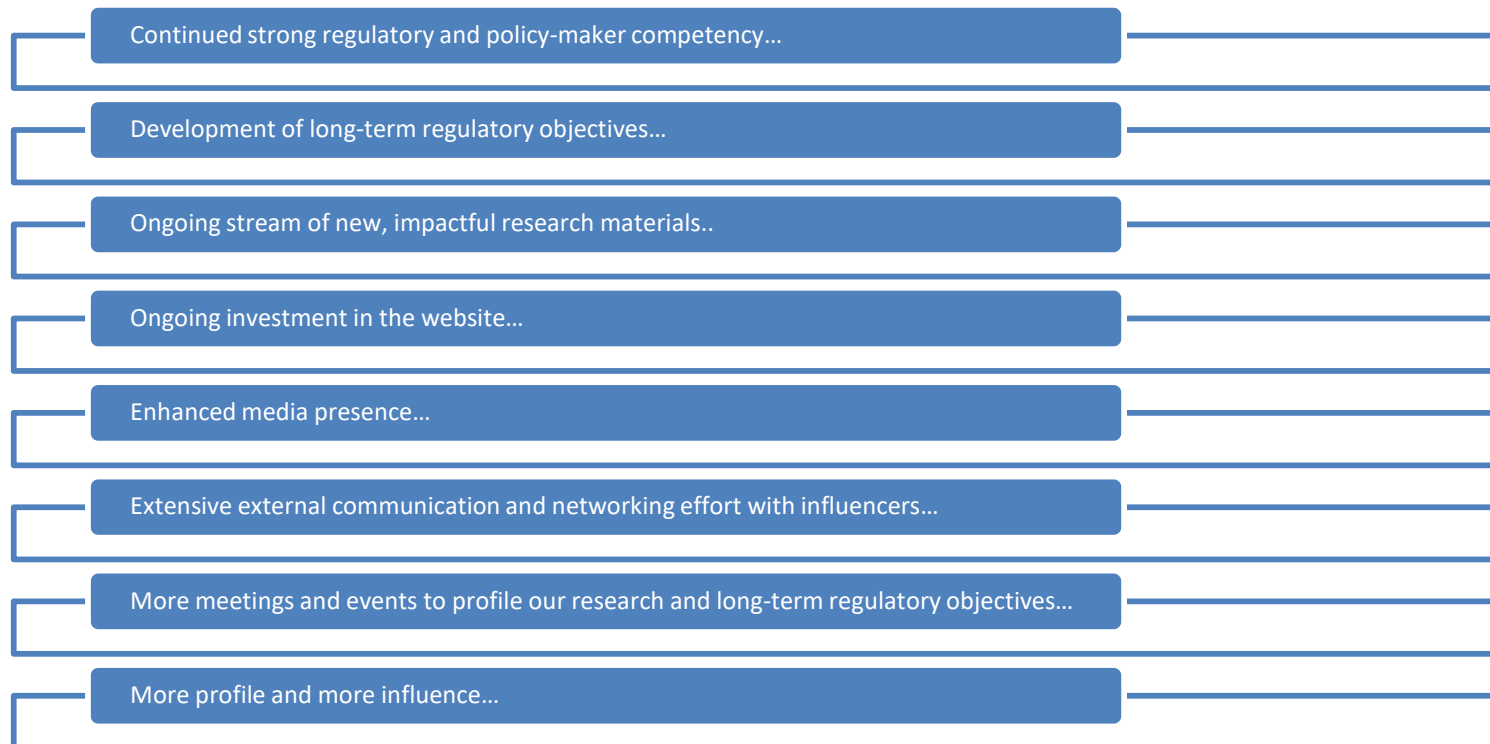 Continued strong regulatory and policy-maker competency…
Development of long-term regulatory objectives…
Ongoing stream of new, impactful research materials..
Ongoing investment in the website…
Enhanced media presence…
Extensive external communication and networking effort with influencers…
More meetings and events to profile our research and long-term regulatory objectives…
More profile and more influence…